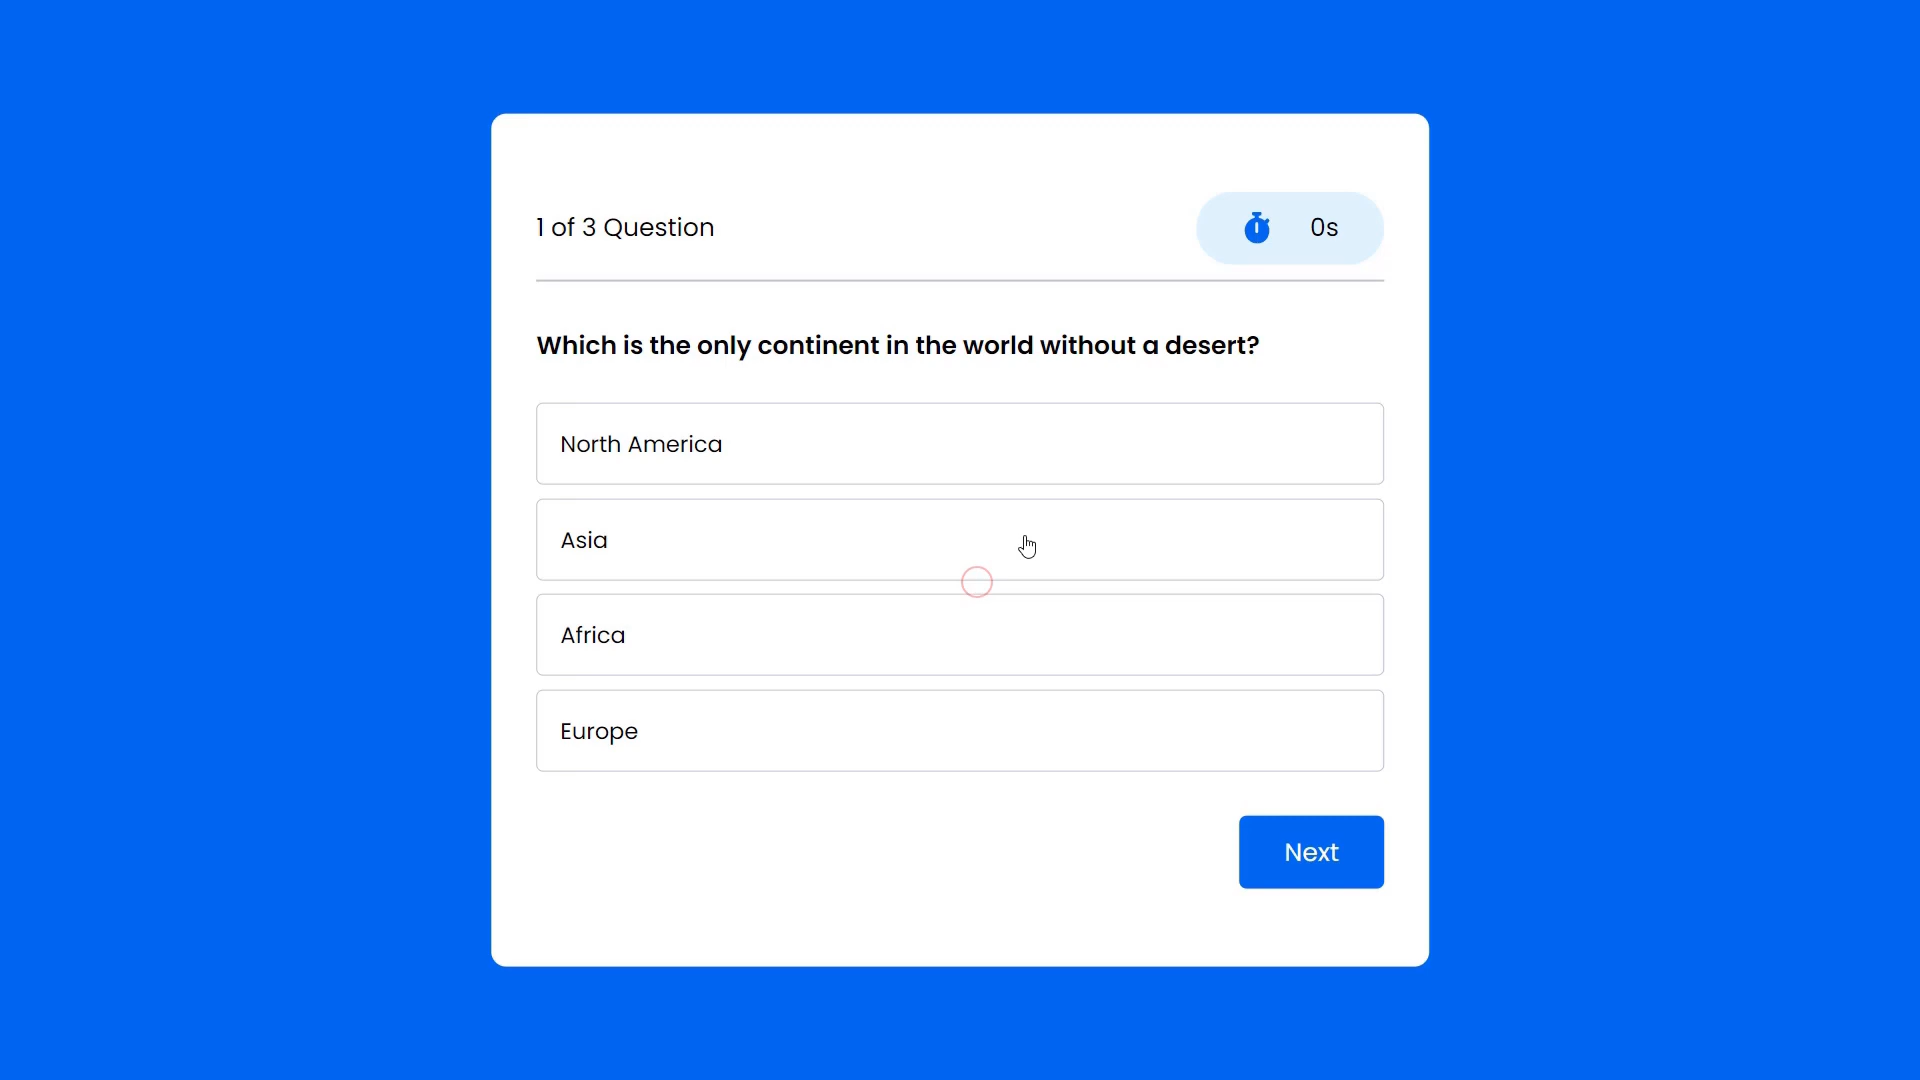 1 of 3 Question
0s
Which is the only continent in the world without a desert?
North America
Asia
Africa
Europe
Next